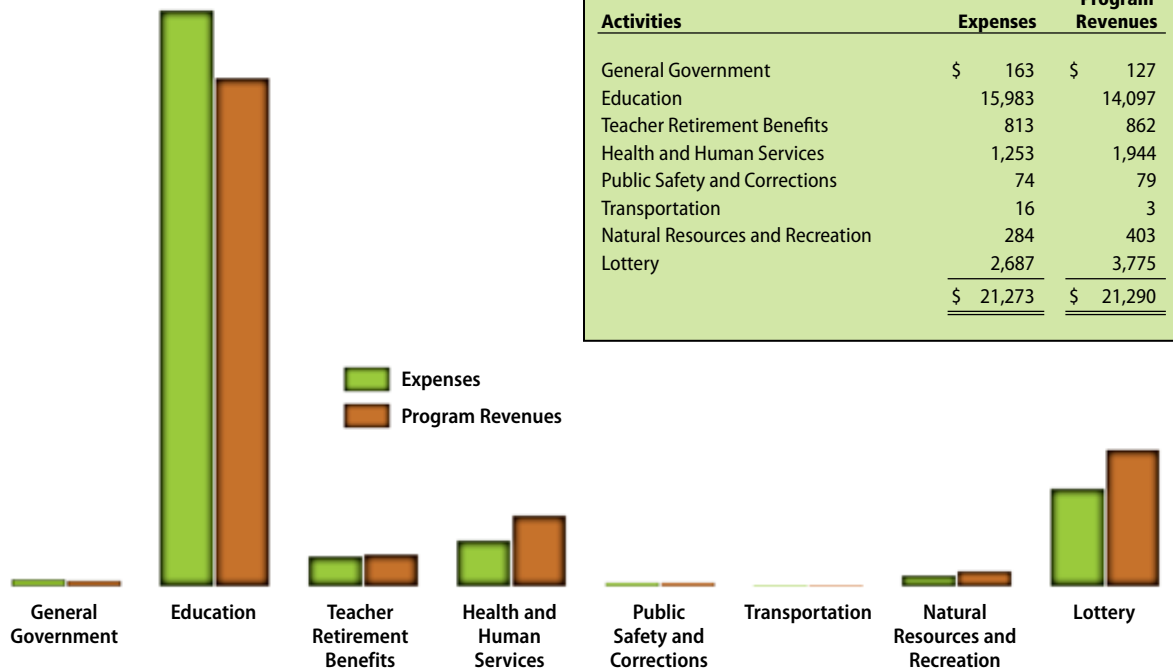 Program
Activities Expenses Revenues
General Government $ 163 $ 127
Education 15,983 14,097
Teacher Retirement Benefits 813 862
Health and Human Services 1,253 1,944
Public Safety and Corrections 74 79
Transportation 16 3
Natural Resources and Recreation 284 403
Lottery 2,687 3,775
$ 21,273 $ 21,290
Expenses
Program Revenues
General
Government
Education
Teacher
Retirement
Benefits
Health and
Human
Services
Public
Safety and
Corrections
Transportation
Natural
Resources and
Recreation
Lottery